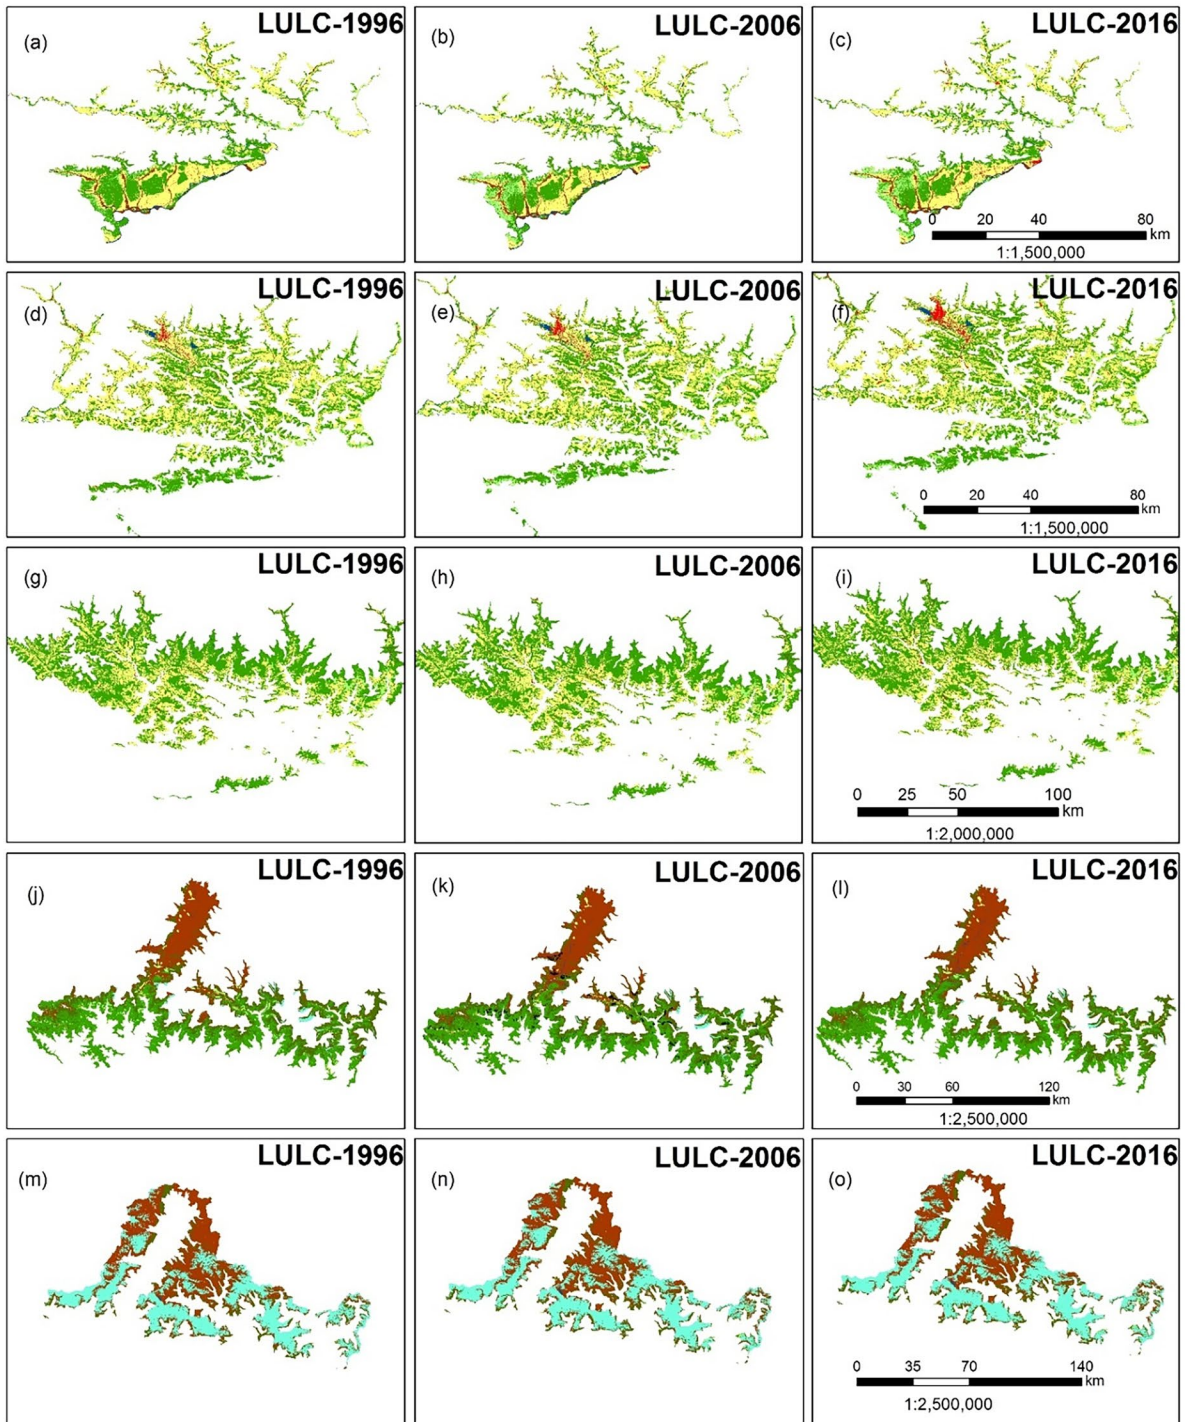 (a) LULC-1996
(b) LULC-2006
(c) LULC-2016
0 20 40 80
km
1:1,500,000
(d) LULC-1996
(e) LULC-2006
(f) LULC-2016
0 20 40 80
km
1:1,500,000
(g) LULC-1996
(h) LULC-2006
(i) LULC-2016
0 25 50 100
km
1:2,000,000
(j) LULC-1996
(k) LULC-2006
(l) LULC-2016
0 30 60 120
km
1:2,500,000
(m) LULC-1996
(n) LULC-2006
(o) LULC-2016
0 35 70 140
km
1:2,500,000